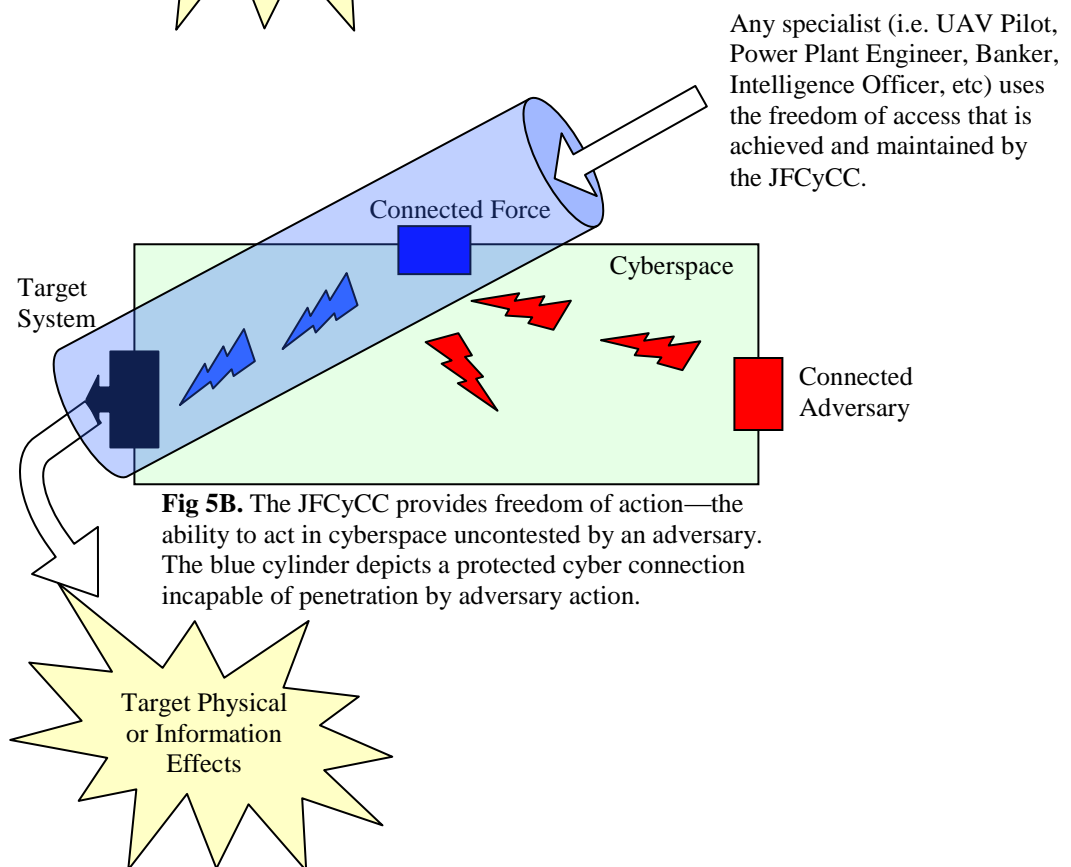 Any specialist (i.e. UAV Pilot,
Power Plant Engineer, Banker,
Intelligence Officer, etc) uses
the freedom of access that is
achieved and maintained by
the JFCyCC.
Connected Force
Cyberspace
Target
System
Connected
Adversary
Fig 5B. The JFCyCC provides freedom of action—the
ability to act in cyberspace uncontested by an adversary.
The blue cylinder depicts a protected cyber connection
incapable of penetration by adversary action.
Target Physical
or Information
Effects